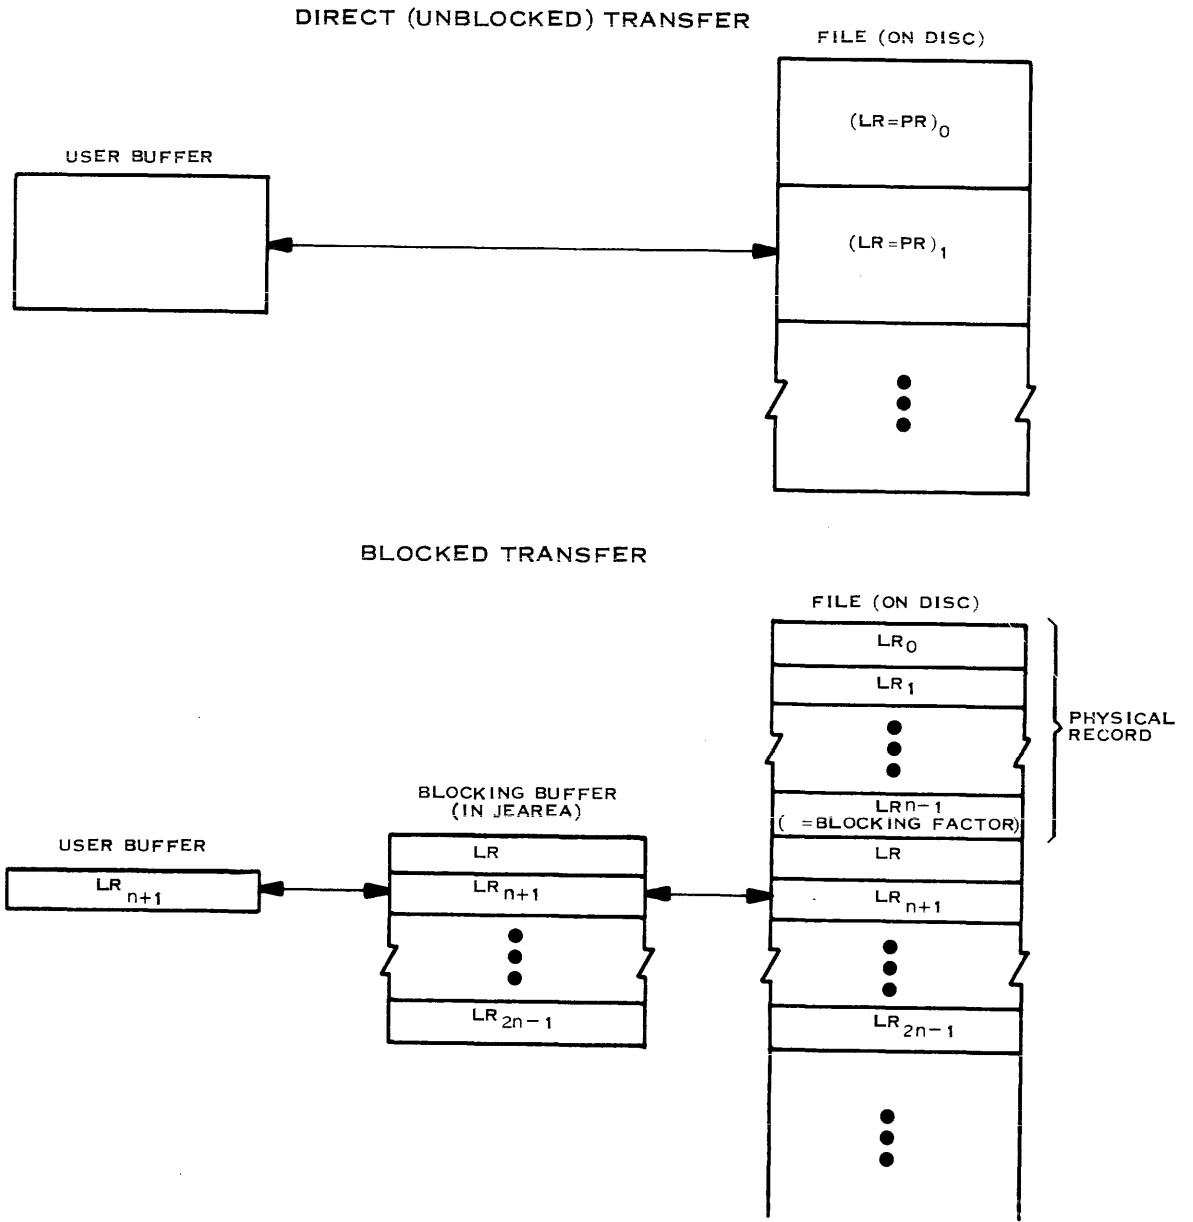 DIRECT (UNBLOCKED) TRANSFER
FILE (ON DISC)
(LR=PR)0
USER BUFFER
(LR=PR)1
BLOCKED TRANSFER
FILE (ON DISC)
LR0
LR1
PHYSICAL
RECORD
LRn-1
( =BLOCKING FACTOR)
BLOCKING BUFFER
(IN JEAREA)
USER BUFFER
LR
LR
LRn+1
LRn+1
LRn+1
LR2n-1
LR2n-1